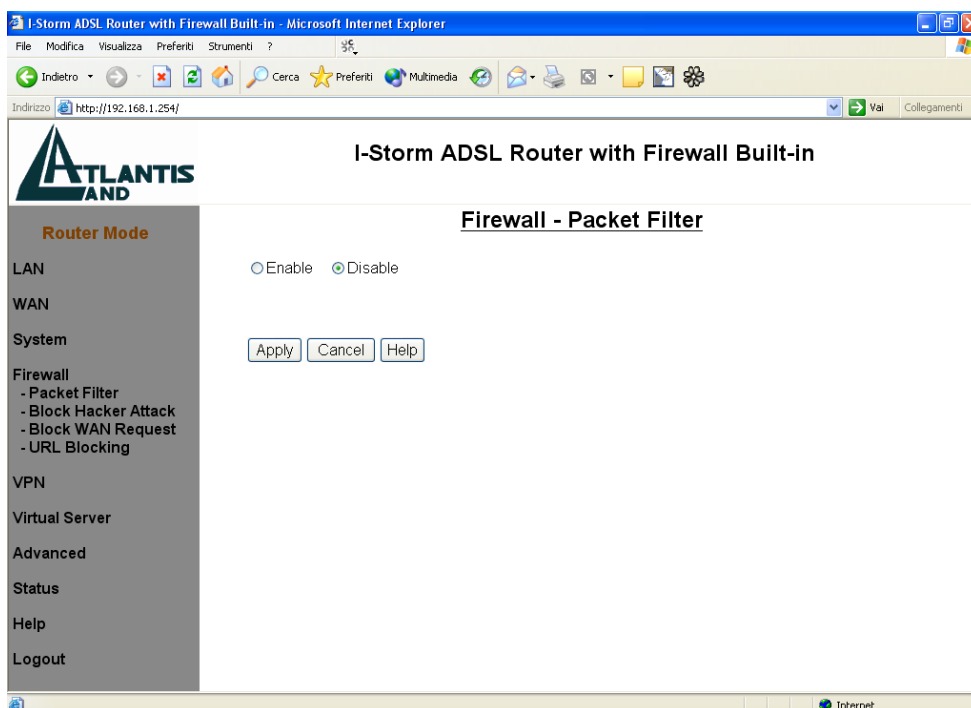 I-Storm ADSL Router with Firewall Built-in - Microsoft Internet Explorer
File Modifica Visualizza Preferiti Strumenti ?
Indietro Cerca Preferiti Multimedia
Indirizzo http://192.168.1.254/ Vai Collegamenti
ATLANTIS
LAND
I-Storm ADSL Router with Firewall Built-in
Router Mode
LAN
WAN
System
Firewall
- Packet Filter
- Block Hacker Attack
- Block WAN Request
- URL Blocking
VPN
Virtual Server
Advanced
Status
Help
Logout
Firewall - Packet Filter
Enable Disable
Apply Cancel Help
Internet